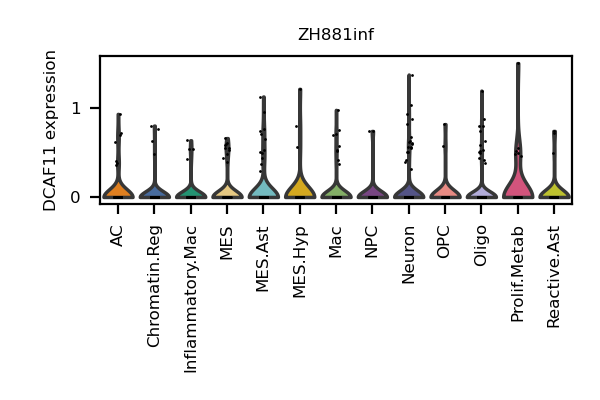 ZH881inf
DCAF11 expression
1
0
AC
Chromatin.Reg
Inflammatory.Mac
MES
MES.Ast
MES.Hyp
Mac
NPC
Neuron
OPC
Oligo
Prolif.Metab
Reactive.Ast